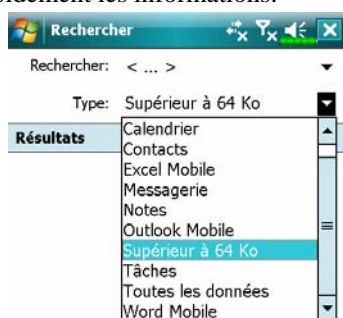 Rechercher
Rechercher: < ... >
Type: Supérieur à 64 Ko
Résultats
Calendrier
Contacts
Excel Mobile
Messagerie
Notes
Outlook Mobile
Supérieur à 64 Ko
Tâches
Toutes les données
Word Mobile